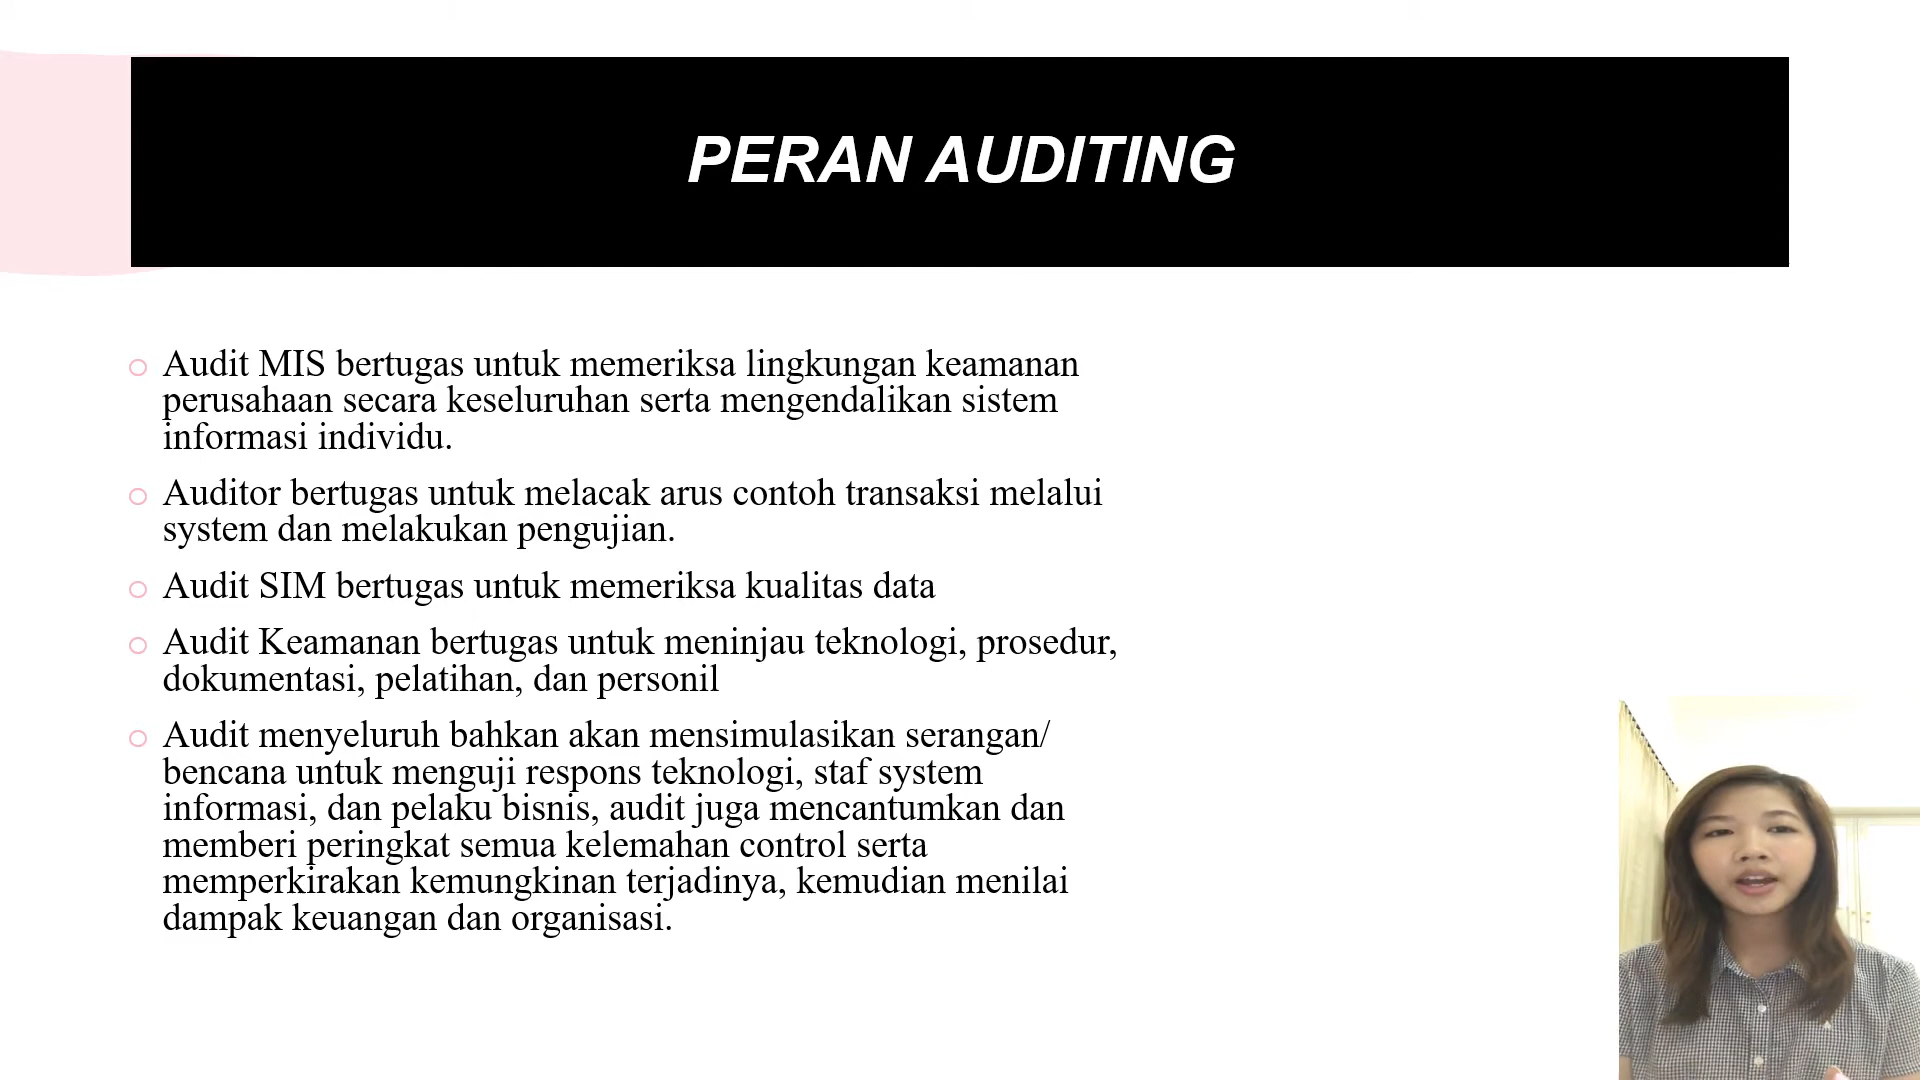 PERAN AUDITING
Audit MIS bertugas untuk memeriksa lingkungan keamanan
perusahaan secara keseluruhan serta mengendalikan sistem
informasi individu.
Auditor bertugas untuk melacak arus contoh transaksi melalui
system dan melakukan pengujian.
Audit SIM bertugas untuk memeriksa kualitas data
Audit Keamanan bertugas untuk meninjau teknologi, prosedur,
dokumentasi, pelatihan, dan personil
Audit menyeluruh bahkan akan mensimulasikan serangan/
bencana untuk menguji respons teknologi, staf system
informasi, dan pelaku bisnis, audit juga mencantumkan dan
memberi peringkat semua kelemahan control serta
memperkirakan kemungkinan terjadinya, kemudian menilai
dampak keuangan dan organisasi.